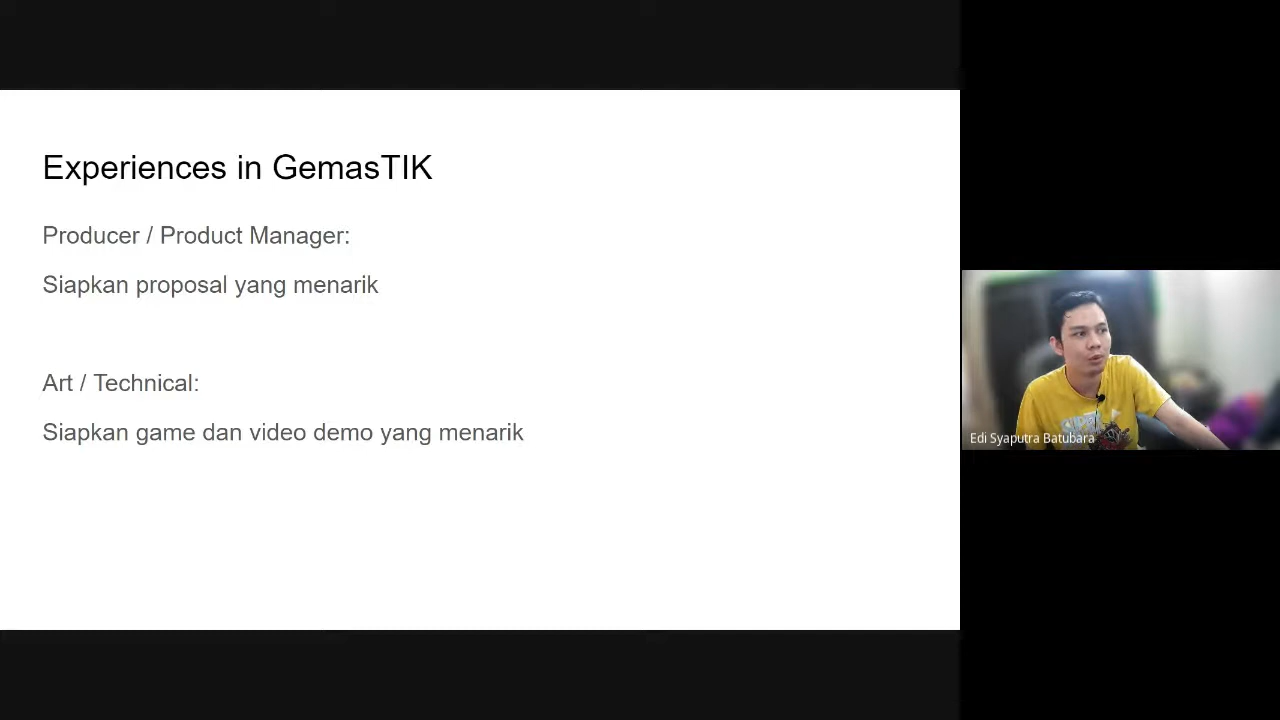 Experiences in GemasTIK
Producer / Product Manager:
Siapkan proposal yang menarik
Art / Technical:
Siapkan game dan video demo yang menarik
Edi Syaputra Batubara